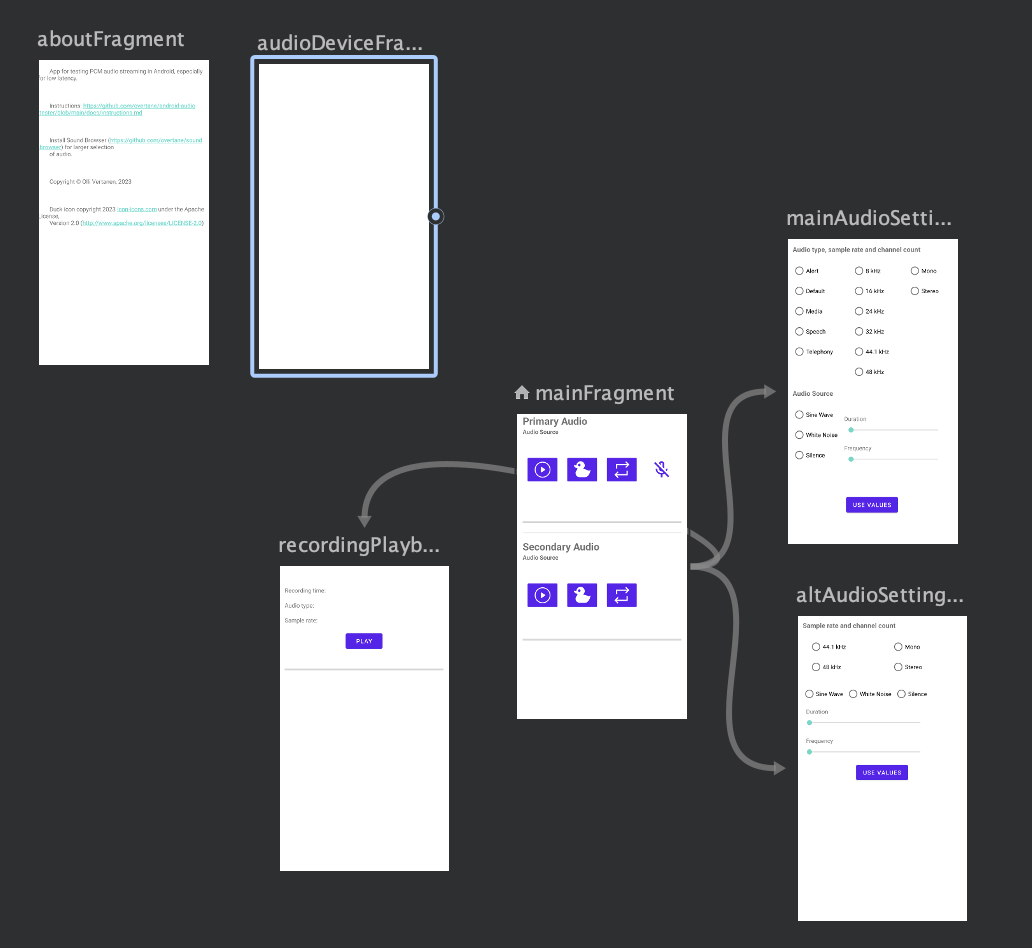 aboutFragment
App for testing PCM audio streaming in Android, especially
for low latency.
Instructions: https://github.com/overtane/android-audio-
tester/blob/main/docs/instructions.md
Install Sound Browser (https://github.com/overtane/sound
browser) for larger selection
of audio.
Copyright © Olli Vertanen, 2023
Duck icon copyright 2023 icon-icons.com under the Apache
License,
Version 2.0 (http://www.apache.org/licenses/LICENSE-2.0)
audioDeviceFra...
mainFragment
Primary Audio
Audio Source
Secondary Audio
Audio Source
recordingPlayb...
Recording time:
Audio type:
Sample rate:
PLAY
mainAudioSetti...
Audio type, sample rate and channel count
Alert 8 kHz Mono
Default 16 kHz Stereo
Media 24 kHz
Speech 32 kHz
Telephony 44.1 kHz
48 kHz
Audio Source
Sine Wave
Duration
White Noise
Frequency
Silence
USE VALUES
altAudioSetting...
Sample rate and channel count
44.1 kHz Mono
48 kHz Stereo
Sine Wave White Noise Silence
Duration
Frequency
USE VALUES